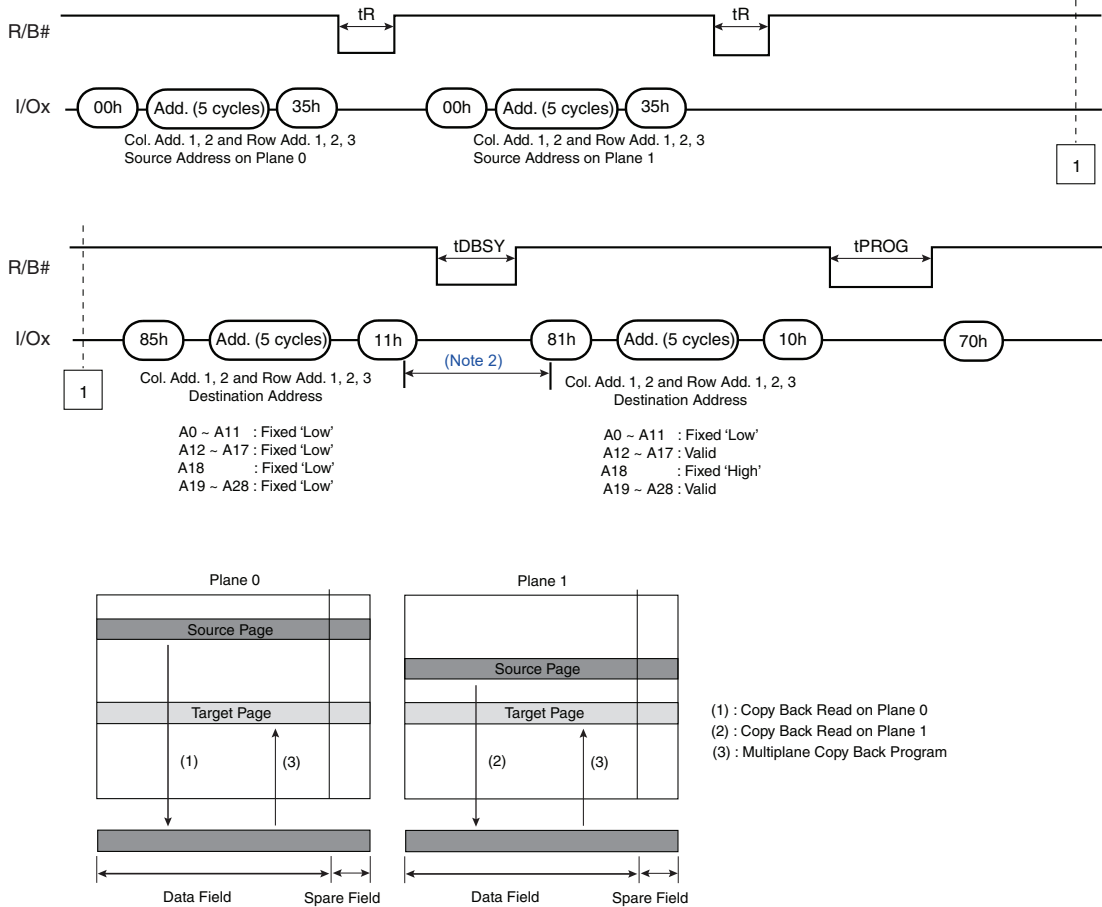 tR
tR
R/B#
I/Ox
00h
Add. (5 cycles)
35h
00h
Add. (5 cycles)
35h
Col. Add. 1, 2 and Row Add. 1, 2, 3
Source Address on Plane 0
Col. Add. 1, 2 and Row Add. 1, 2, 3
Source Address on Plane 1
1
tDBSY
tPROG
R/B#
I/Ox
85h
Add. (5 cycles)
11h
(Note 2)
81h
Add. (5 cycles)
10h
70h
1
Col. Add. 1, 2 and Row Add. 1, 2, 3
Destination Address
Col. Add. 1, 2 and Row Add. 1, 2, 3
Destination Address
A0 ~ A11 : Fixed ‘Low’
A12 ~ A17 : Fixed ‘Low’
A18 : Fixed ‘Low’
A19 ~ A28 : Fixed ‘Low’
A0 ~ A11 : Fixed ‘Low’
A12 ~ A17 : Valid
A18 : Fixed ‘High’
A19 ~ A28 : Valid
Plane 0
Source Page
Target Page
(1)
(3)
Data Field
Spare Field
Plane 1
Source Page
Target Page
(2)
(3)
Data Field
Spare Field
(1) : Copy Back Read on Plane 0
(2) : Copy Back Read on Plane 1
(3) : Multiplane Copy Back Program